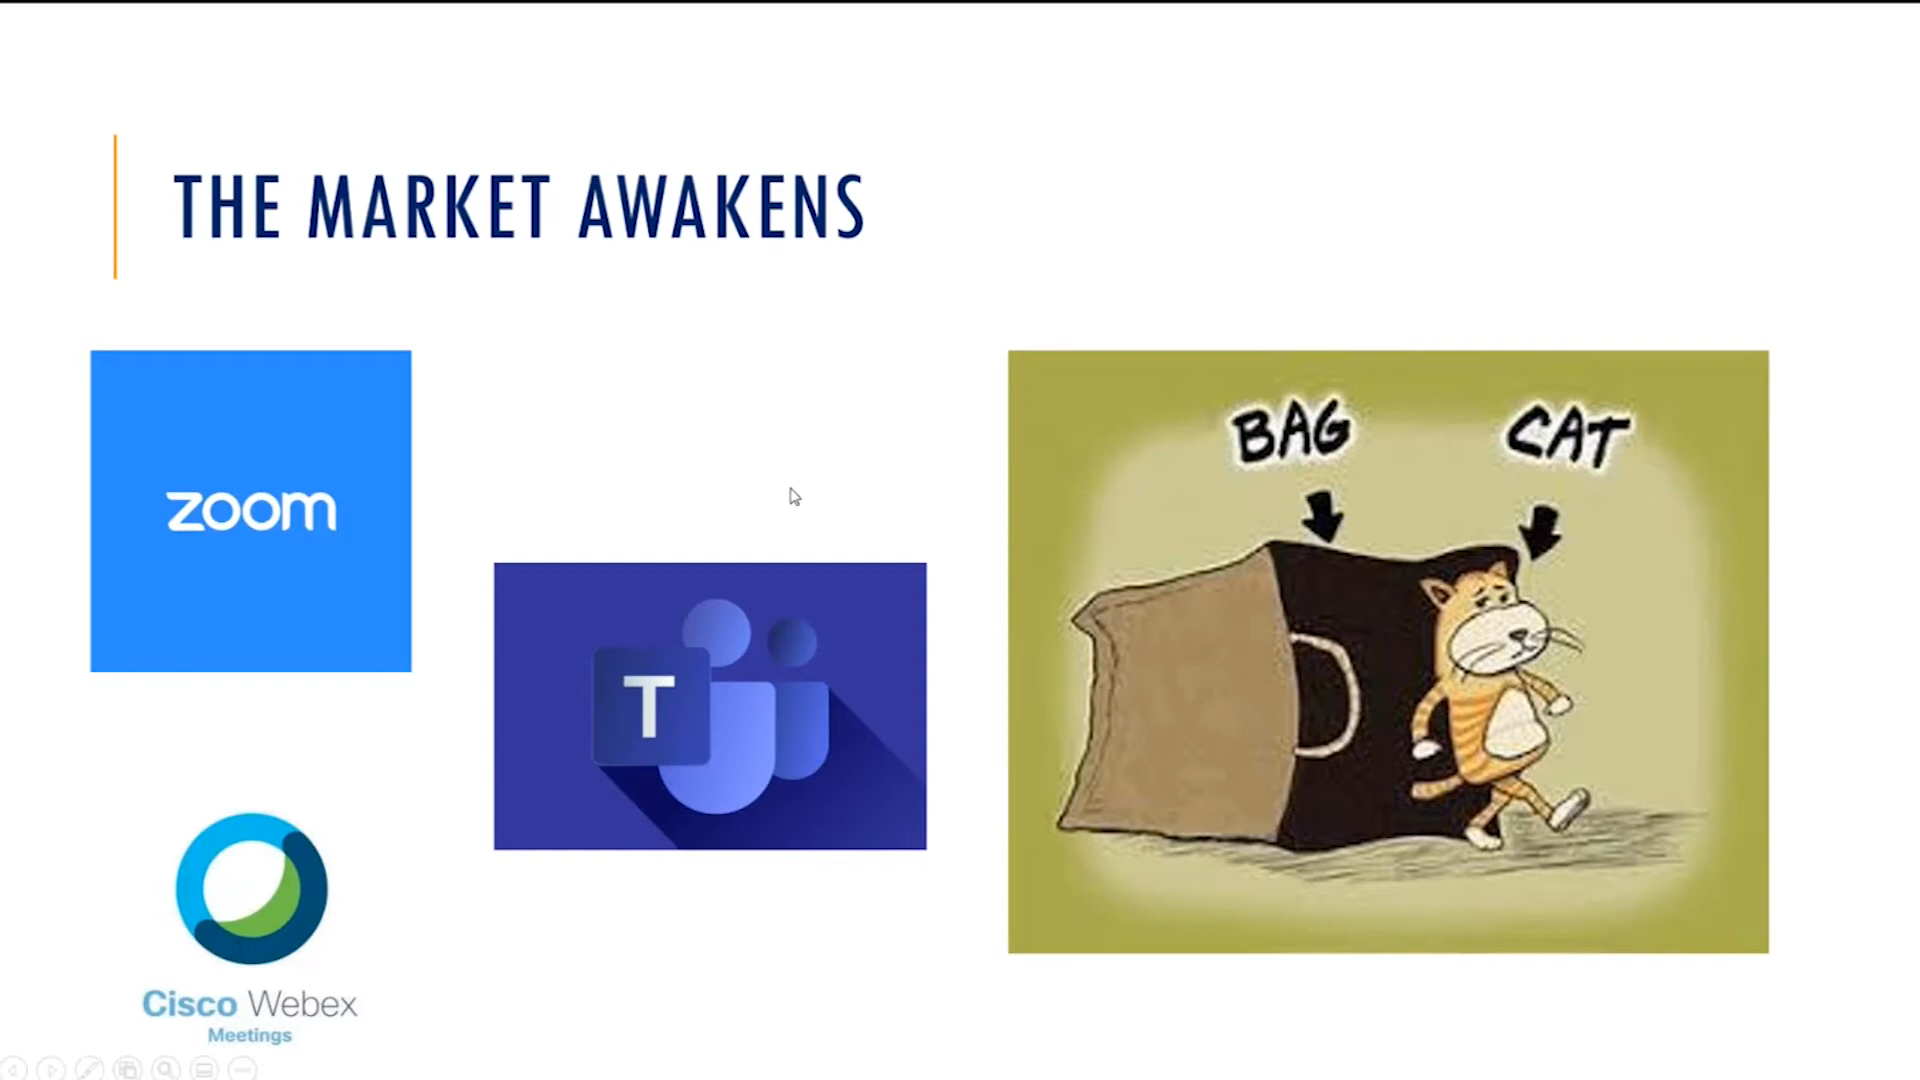 THE MARKET AWAKENS
zoom
T
Cisco Webex
Meetings
BAG
CAT